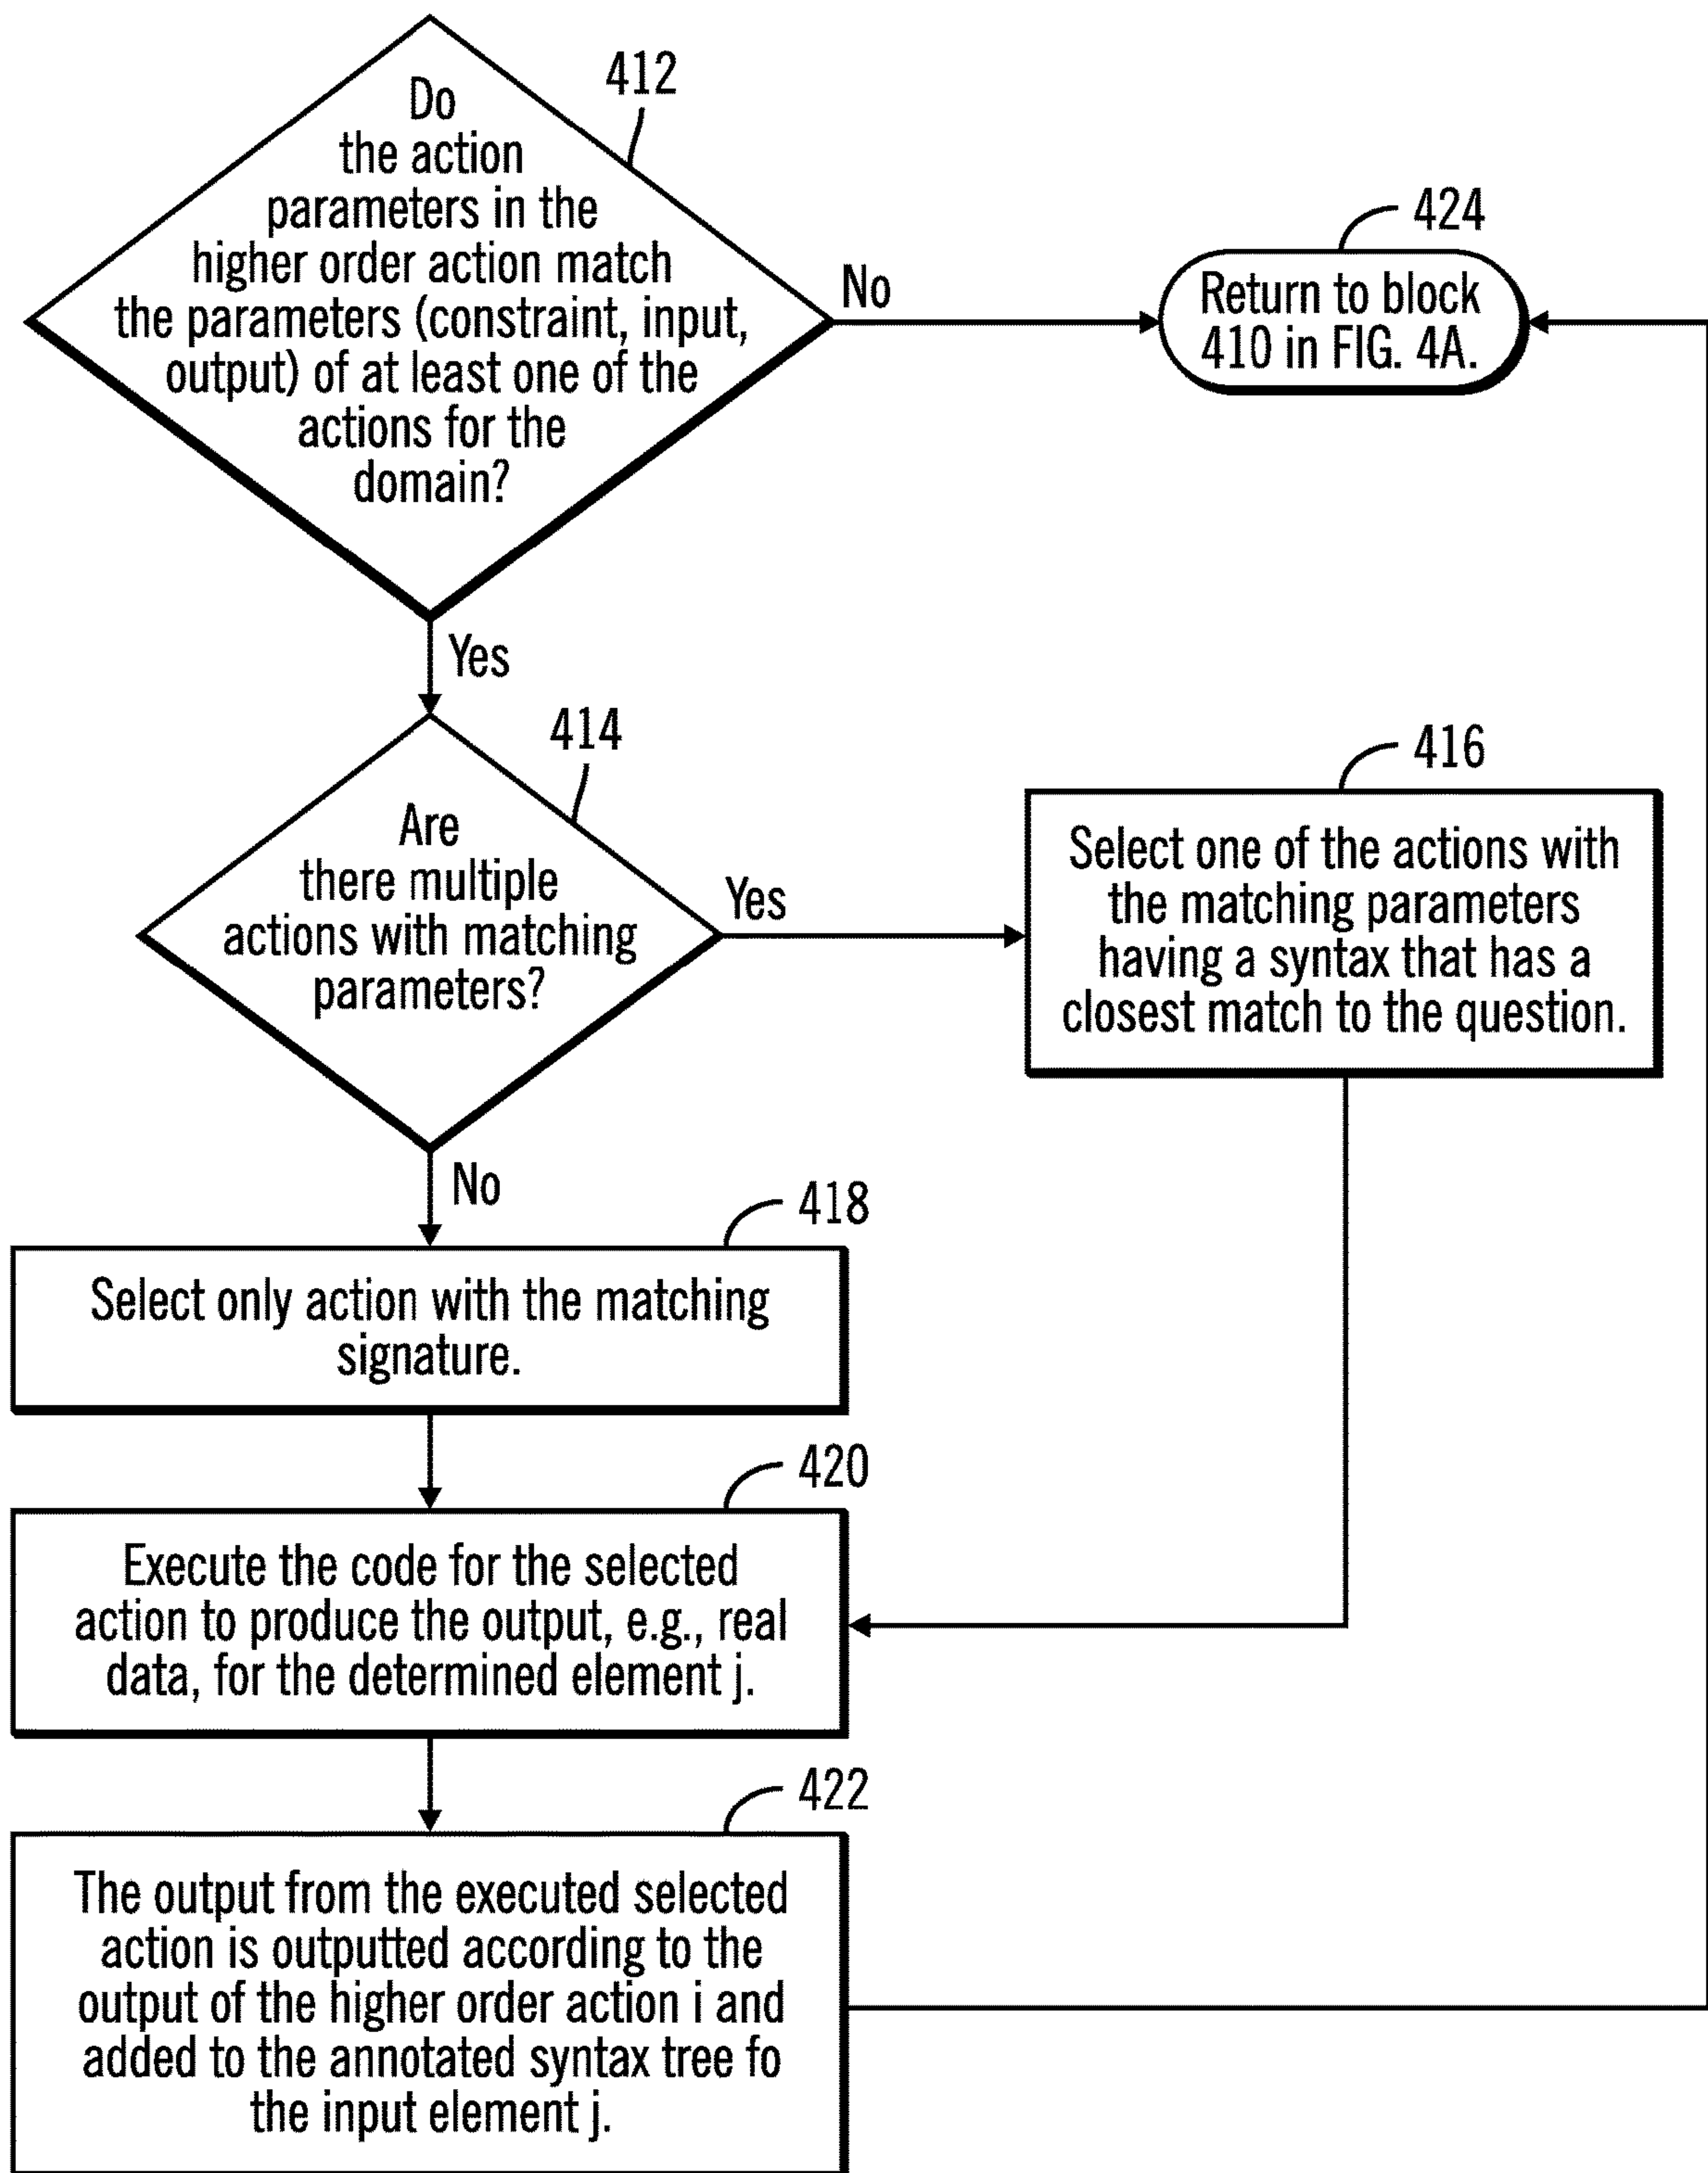 412
Do
the action
parameters in the
higher order action match
the parameters (constraint, input,
output) of at least one of the
actions for the
domain?
No
424
Return to block
410 in FIG. 4A.
Yes
414
Are
there multiple
actions with matching
parameters?
Yes
416
Select one of the actions with
the matching parameters
having a syntax that has a
closest match to the question.
No
418
Select only action with the matching
signature.
420
Execute the code for the selected
action to produce the output, e.g., real
data, for the determined element j.
422
The output from the executed selected
action is outputted according to the
output of the higher order action i and
added to the annotated syntax tree fo
the input element j.